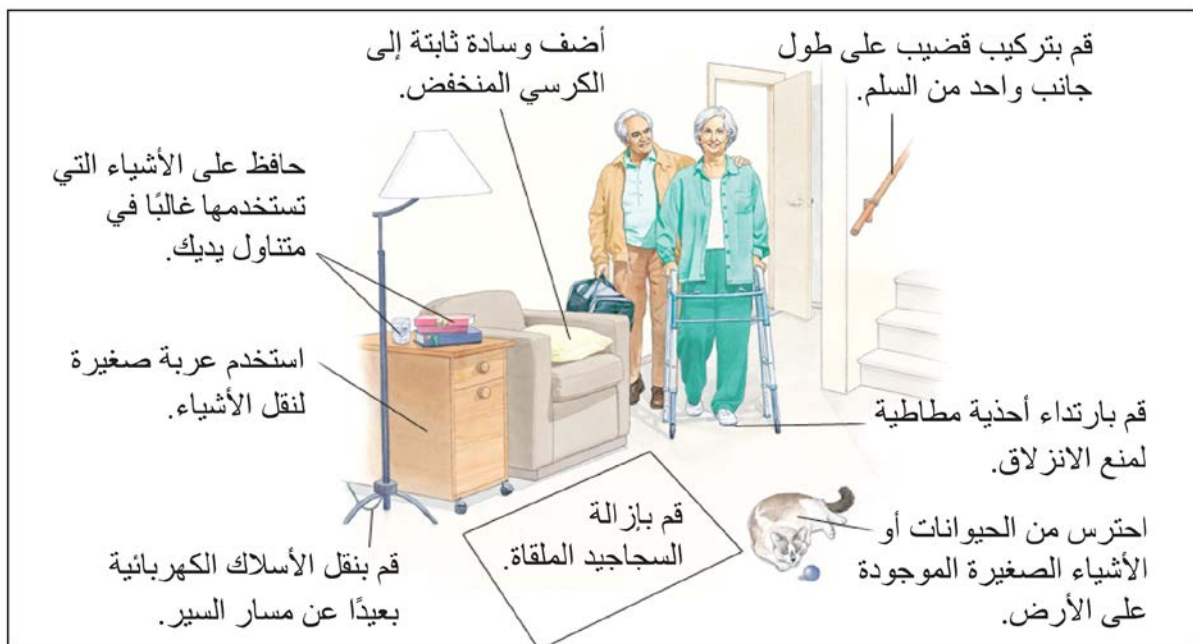 قم بتركيب قضيب على طول
جانب واحد من السلم.
أضف وسادة ثابتة إلى
الكرسي المنخفض.
حافظ على الأشياء التي
تستخدمها غالبًا في
متناول يديك.
استخدم عربة صغيرة
لنقل الأشياء.
قم بارتداء أحذية مطاطية
لمنع الانزلاق.
احترس من الحيوانات أو
الأشياء الصغيرة الموجودة
على الأرض.
قم بإزالة
السجاجيد الملقاة.
قم بنقل الأسلاك الكهربائية
بعيدًا عن مسار السير.